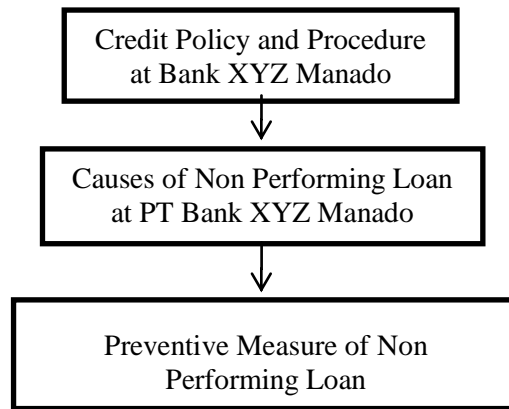 Credit Policy and Procedure
at Bank XYZ Manado
Causes of Non Performing Loan
at PT Bank XYZ Manado
Preventive Measure of Non
Performing Loan